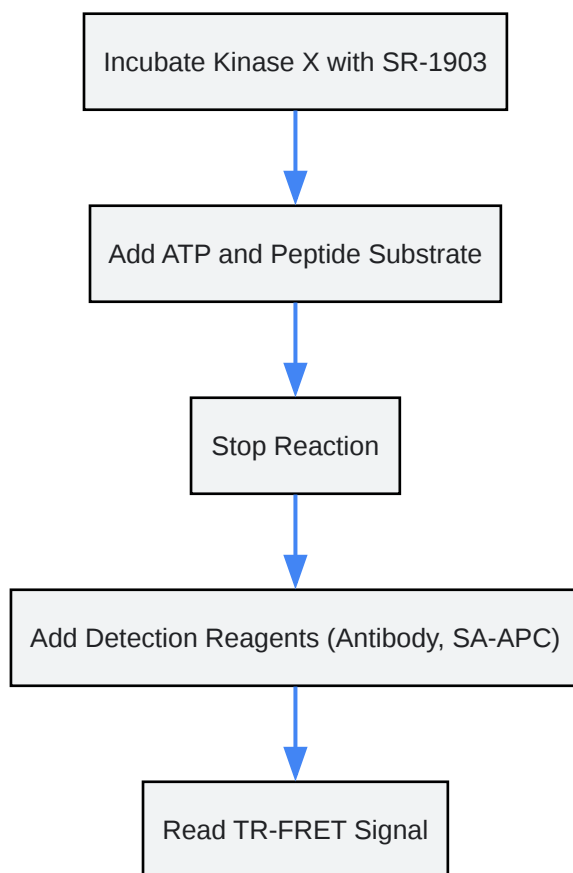 Incubate Kinase X with SR-1903
Add ATP and Peptide Substrate
Stop Reaction
Add Detection Reagents (Antibody, SA-APC)
Read TR-FRET Signal